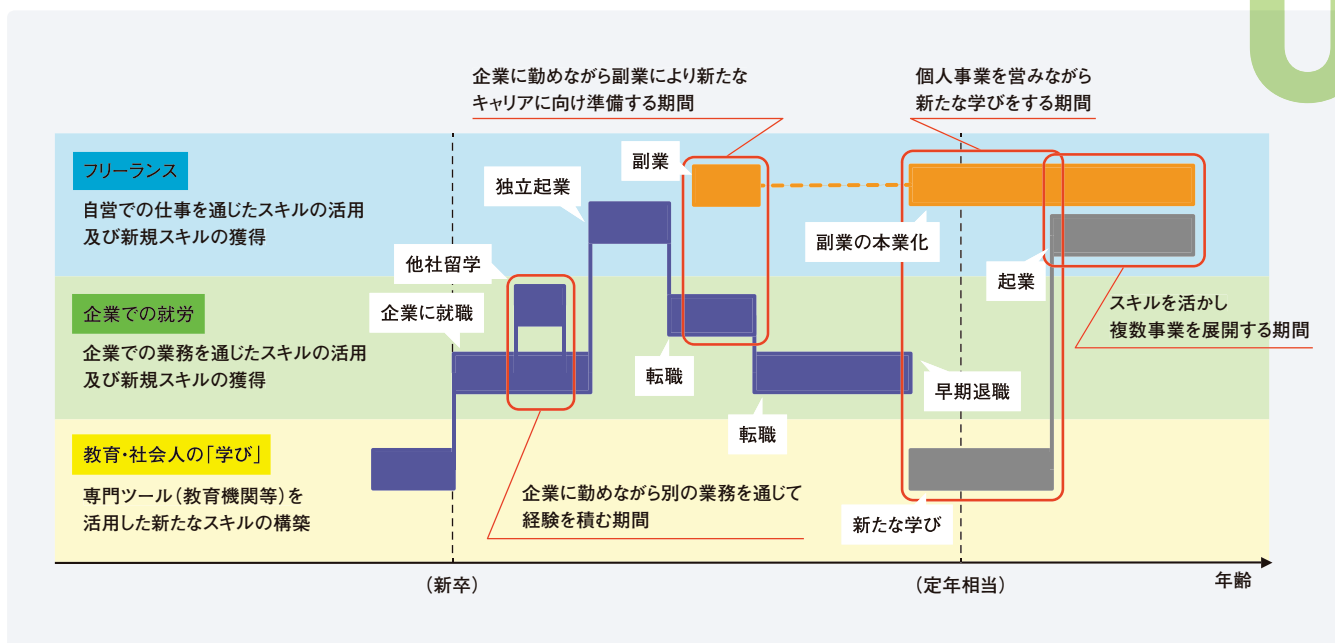 企業に勤めながら副業により新たな
キャリアに向け準備する期間
個人事業を営みながら
新たな学びをする期間
フリーランス
自営での仕事を通じたスキルの活用
及び新規スキルの獲得
副業
独立起業
副業の本業化
起業
他社留学
企業に就職
企業での就労
企業での業務を通じたスキルの活用
及び新規スキルの獲得
転職
転職
早期退職
スキルを活かし
複数事業を展開する期間
教育・社会人の「学び」
専門ツール(教育機関等)を
活用した新たなスキルの構築
企業に勤めながら別の業務を通じて
経験を積む期間
新たな学び
(新卒)
(定年相当)
年齢